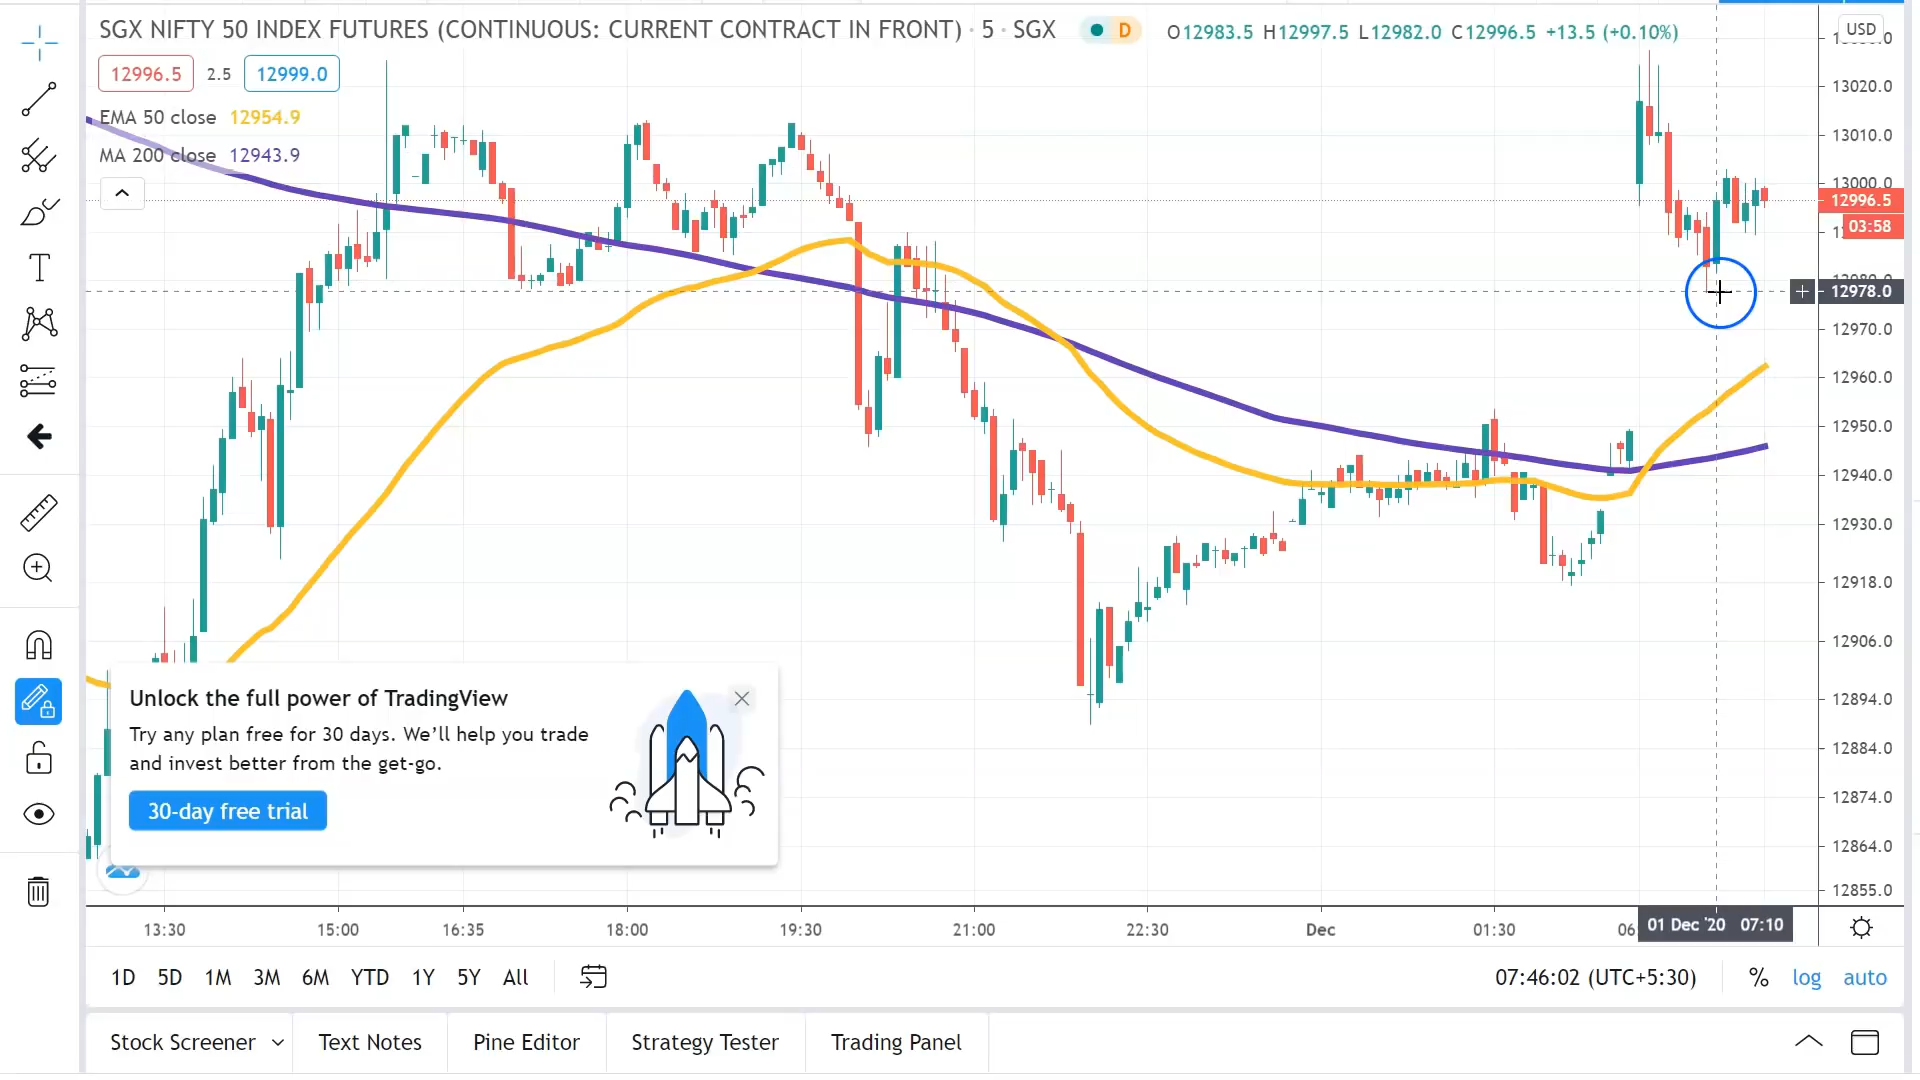 SGX NIFTY 50 INDEX FUTURES (CONTINUOUS: CURRENT CONTRACT IN FRONT) · 5 · SGX D O12983.5 H12997.5 L12982.0 C12996.5 +13.5 (+0.10%)
USD
12996.5 2.5 12999.0
EMA 50 close 12954.9
MA 200 close 12943.9
13020.0
13010.0
13000.0
12996.5
03:58
12978.0
12970.0
12960.0
12950.0
12940.0
12930.0
12918.0
12906.0
12894.0
12884.0
12874.0
12864.0
12855.0
Unlock the full power of TradingView
Try any plan free for 30 days. We'll help you trade
and invest better from the get-go.
30-day free trial
13:30 15:00 16:35 18:00 19:30 21:00 22:30 Dec 01:30 01 Dec '20 07:10
1D 5D 1M 3M 6M YTD 1Y 5Y All 07:46:02 (UTC+5:30) % log auto
Stock Screener Text Notes Pine Editor Strategy Tester Trading Panel